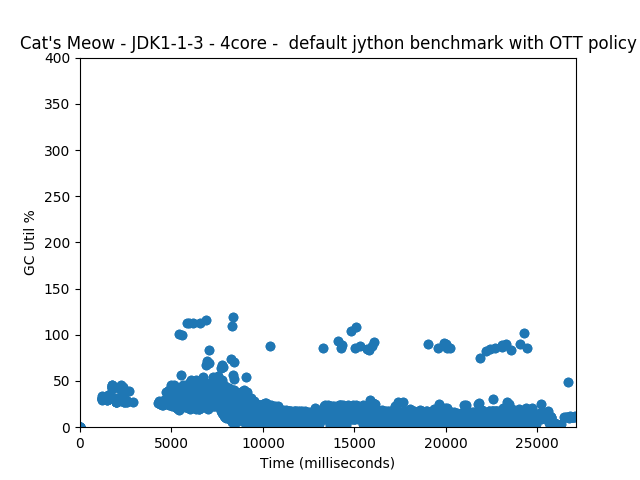 Cat's Meow - JDK1-1-3 - 4core -  default jython benchmark with OTT policy
400
350
300
250
200
150
100
50
0
GC Util %
0 5000 10000 15000 20000 25000
Time (milliseconds)